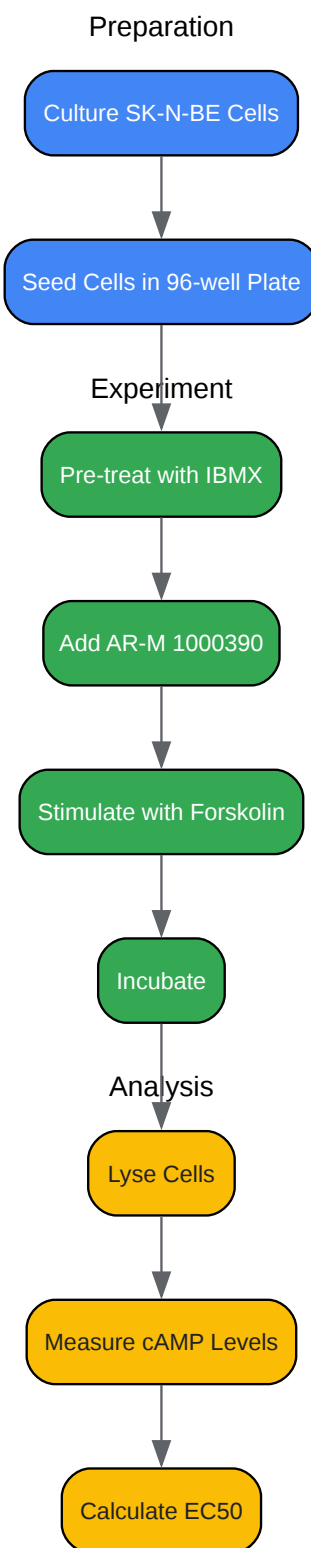 Preparation
Culture SK-N-BE Cells
Seed Cells in 96-well Plate
Experiment
Pre-treat with IBMX
Add AR-M 1000390
Stimulate with Forskolin
Incubate
Analysis
Lyse Cells
Measure cAMP Levels
Calculate EC50